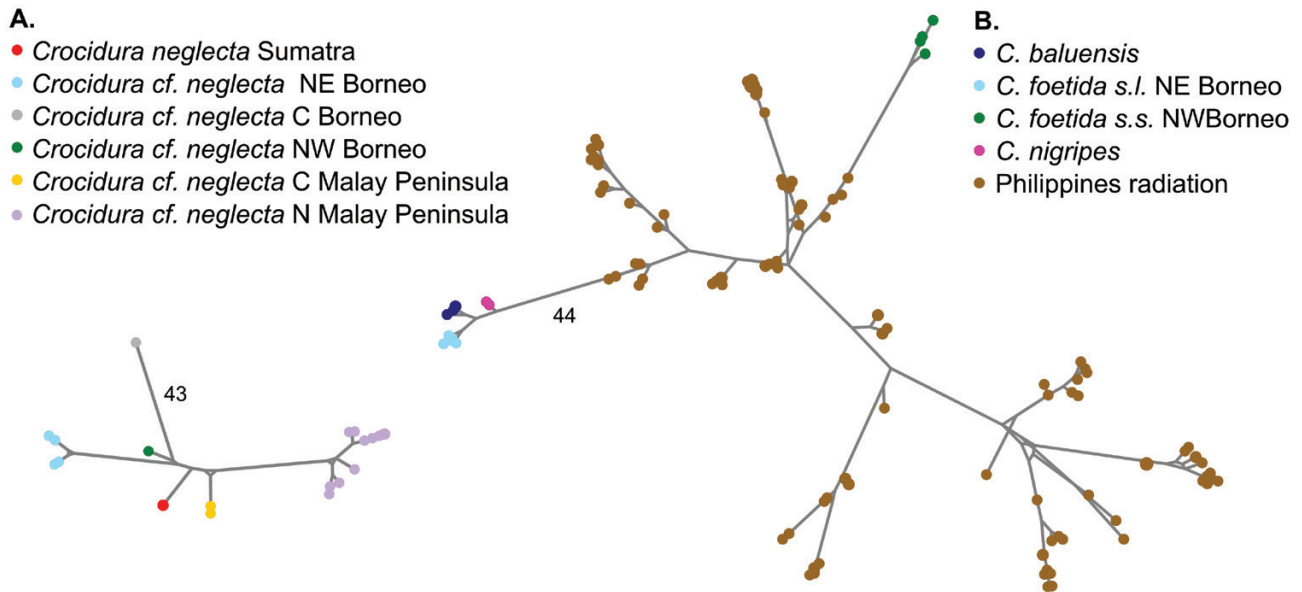 A.
Crocidura neglecta Sumatra
Crocidura cf. neglecta NE Borneo
Crocidura cf. neglecta C Borneo
Crocidura cf. neglecta NW Borneo
Crocidura cf. neglecta C Malay Peninsula
Crocidura cf. neglecta N Malay Peninsula
B.
C. baluensis
C. foetida s.l. NE Borneo
C. foetida s.s. NWBorneo
C. nigripes
Philippines radiation
44
43